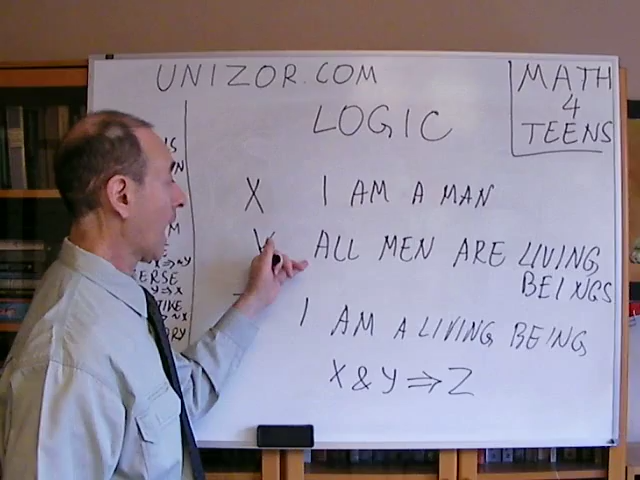 UNIZOR.COM
MATH
4
TEENS
LOGIC
X I AM A MAN
Y ALL MEN ARE LIVING
BEINGS
I AM A LIVING BEING
X & Y ⇒ Z